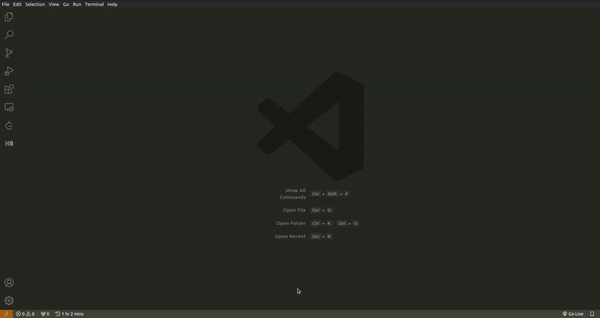 File Edit Selection View Go Run Terminal Help
Show All Commands Ctrl + Shift + P
Open File Ctrl + O
Open Folder Ctrl + K Ctrl + O
Open Recent Ctrl + R
0 0 0 1 hr 2 mins Go Live